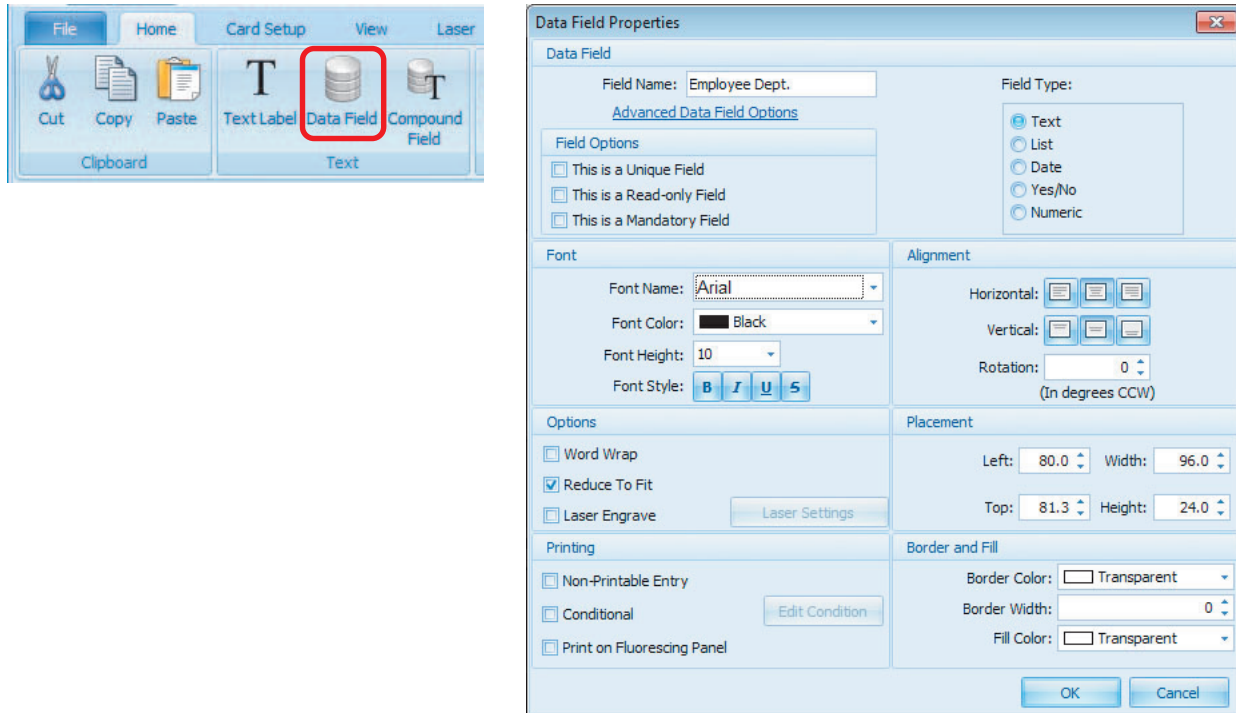 File Home Card Setup View Laser
T T
Cut Copy Paste Text Label Data Field Compound
Field
Clipboard Text
Data Field Properties
Data Field
Field Name: Employee Dept.
Advanced Data Field Options
Field Options
This is a Unique Field
This is a Read-only Field
This is a Mandatory Field
Field Type:
Text
List
Date
Yes/No
Numeric
Font
Font Name: Arial
Font Color: Black
Font Height: 10
Font Style: B I U S
Alignment
Horizontal:
Vertical:
Rotation: 0
(In degrees CCW)
Options
Word Wrap
Reduce To Fit
Laser Engrave Laser Settings
Placement
Left: 80.0 Width: 96.0
Top: 81.3 Height: 24.0
Printing
Non-Printable Entry
Conditional Edit Condition
Print on Fluorescing Panel
Border and Fill
Border Color: Transparent
Border Width: 0
Fill Color: Transparent
OK Cancel